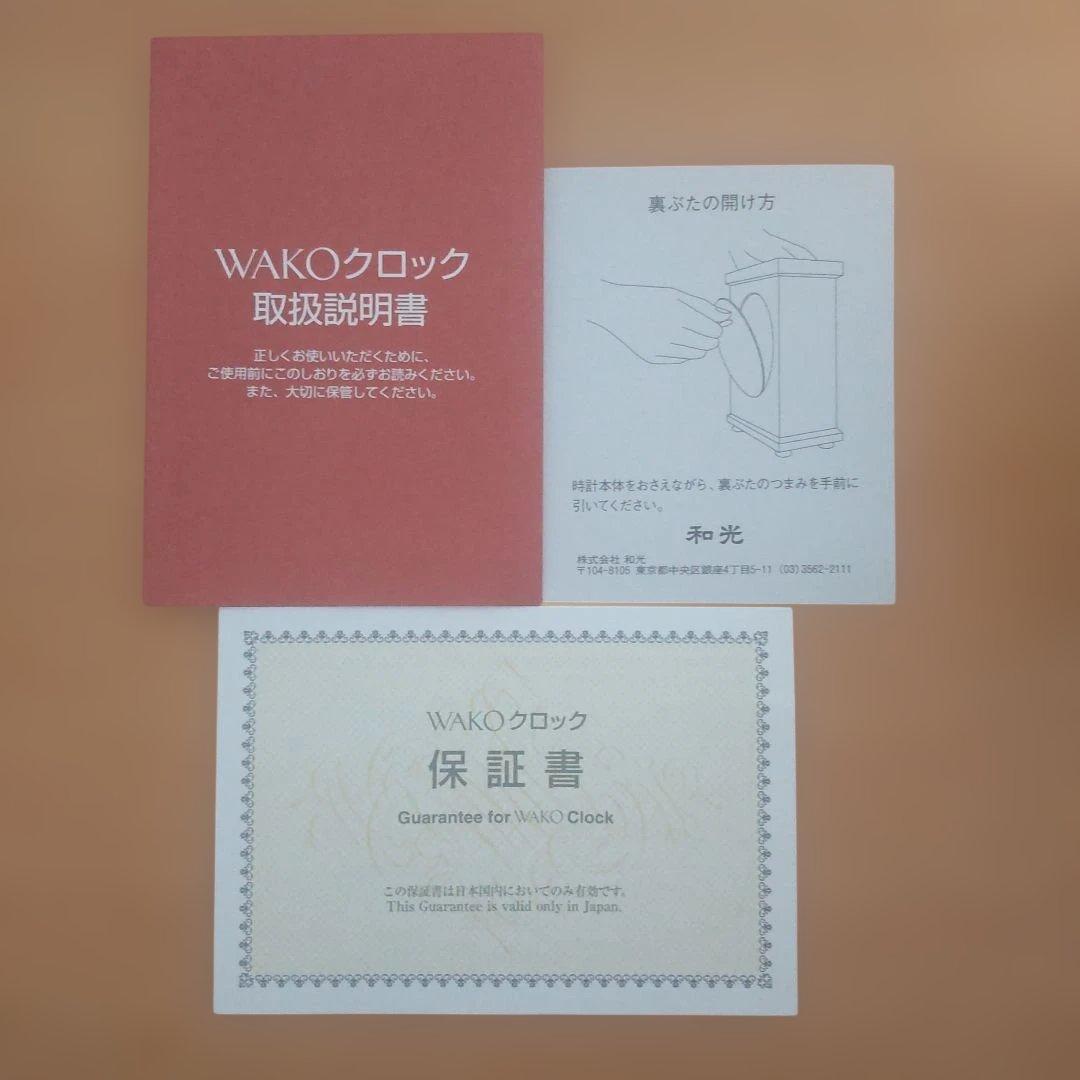 WAKOクロック
取扱説明書
正しくお使いいただくために、
ご使用前にこのしおりを必ずお読みください。
また、大切に保管してください。
裏ぶたの開け方
時計本体をおさえながら、裏ぶたのつまみを手前に
引いてください。
和光
株式会社 和光
〒104-8105 東京都中央区銀座4丁目5-11 (03)3562-2111
WAKOクロック
保証書
Guarantee for WAKO Clock
この保証書は日本国内においてのみ有効です。
This Guarantee is valid only in Japan.